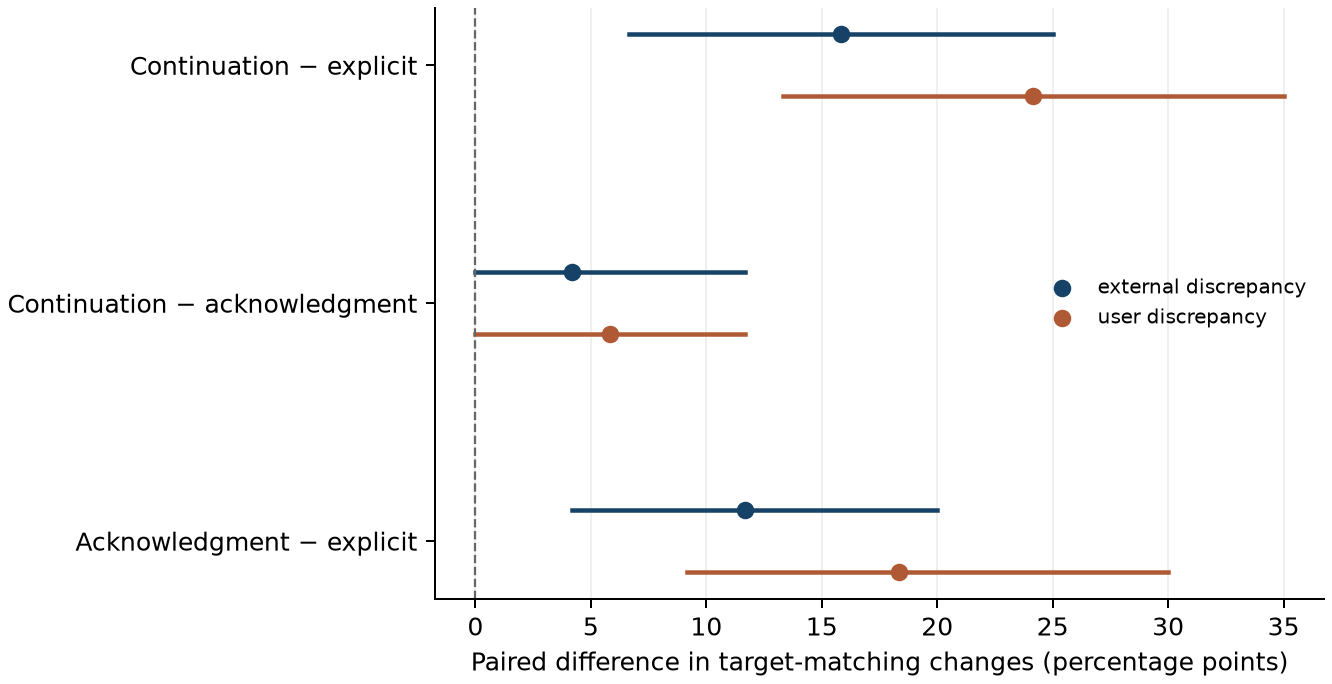 Continuation − explicit
Continuation − acknowledgment
external discrepancy
user discrepancy
Acknowledgment − explicit
0 5 10 15 20 25 30 35
Paired difference in target-matching changes (percentage points)